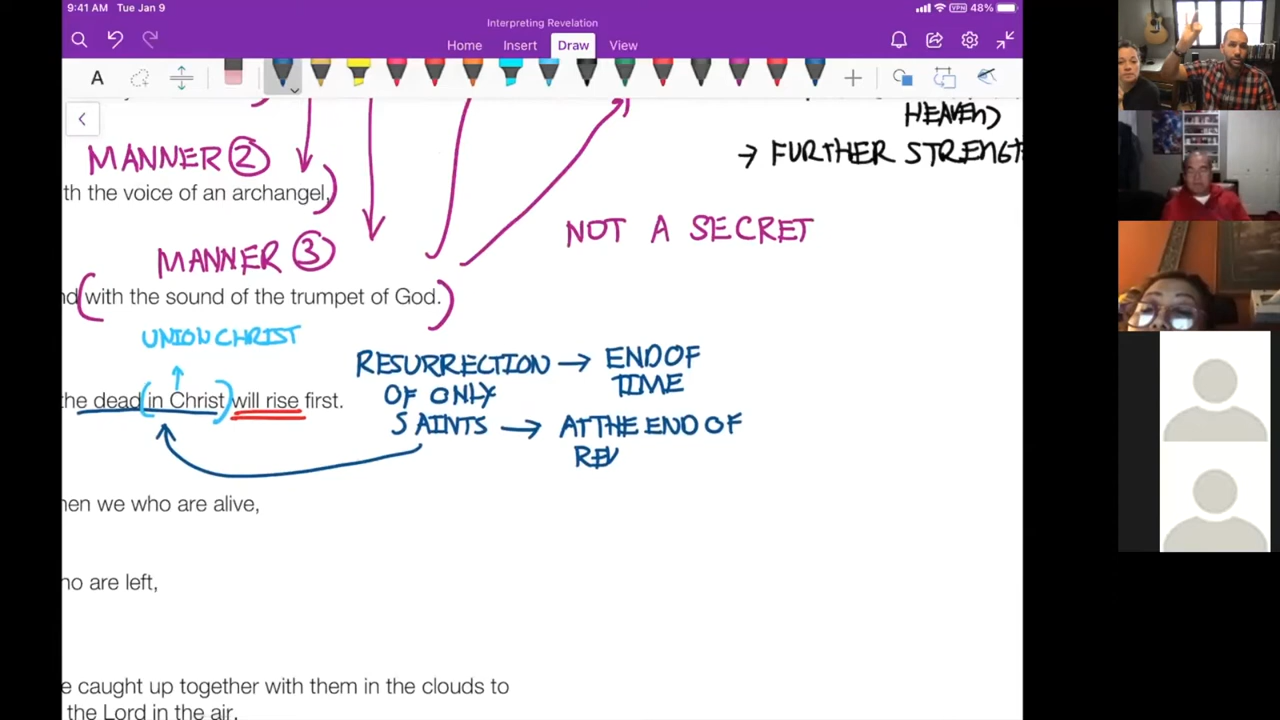 9:41 AM Tue Jan 9
VPN 48%
Interpreting Revelation
Home Insert Draw View
A
HEAVEN)
→ FURTHER STRENGT
MANNER ②
th the voice of an archangel,)
NOT A SECRET
MANNER ③
(with the sound of the trumpet of God.)
UNION CHRIST
RESURRECTION → END OF
OF ONLY TIME
the dead (in Christ) will rise first.
SAINTS → AT THE END OF
REV
hen we who are alive,
ho are left,
e caught up together with them in the clouds to
the Lord in the air.